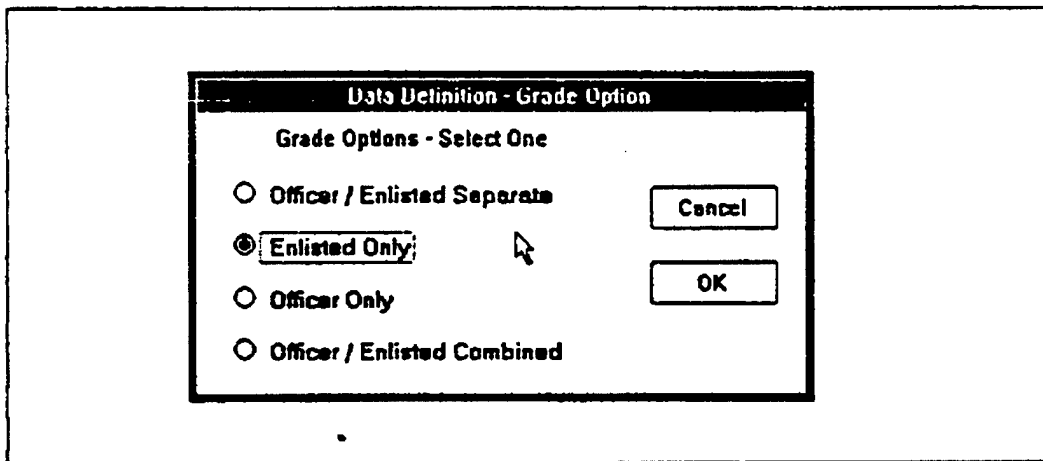 Data Definition - Grade Option
Grade Options - Select One
Officer / Enlisted Separate
Cancel
Enlisted Only
OK
Officer Only
Officer / Enlisted Combined